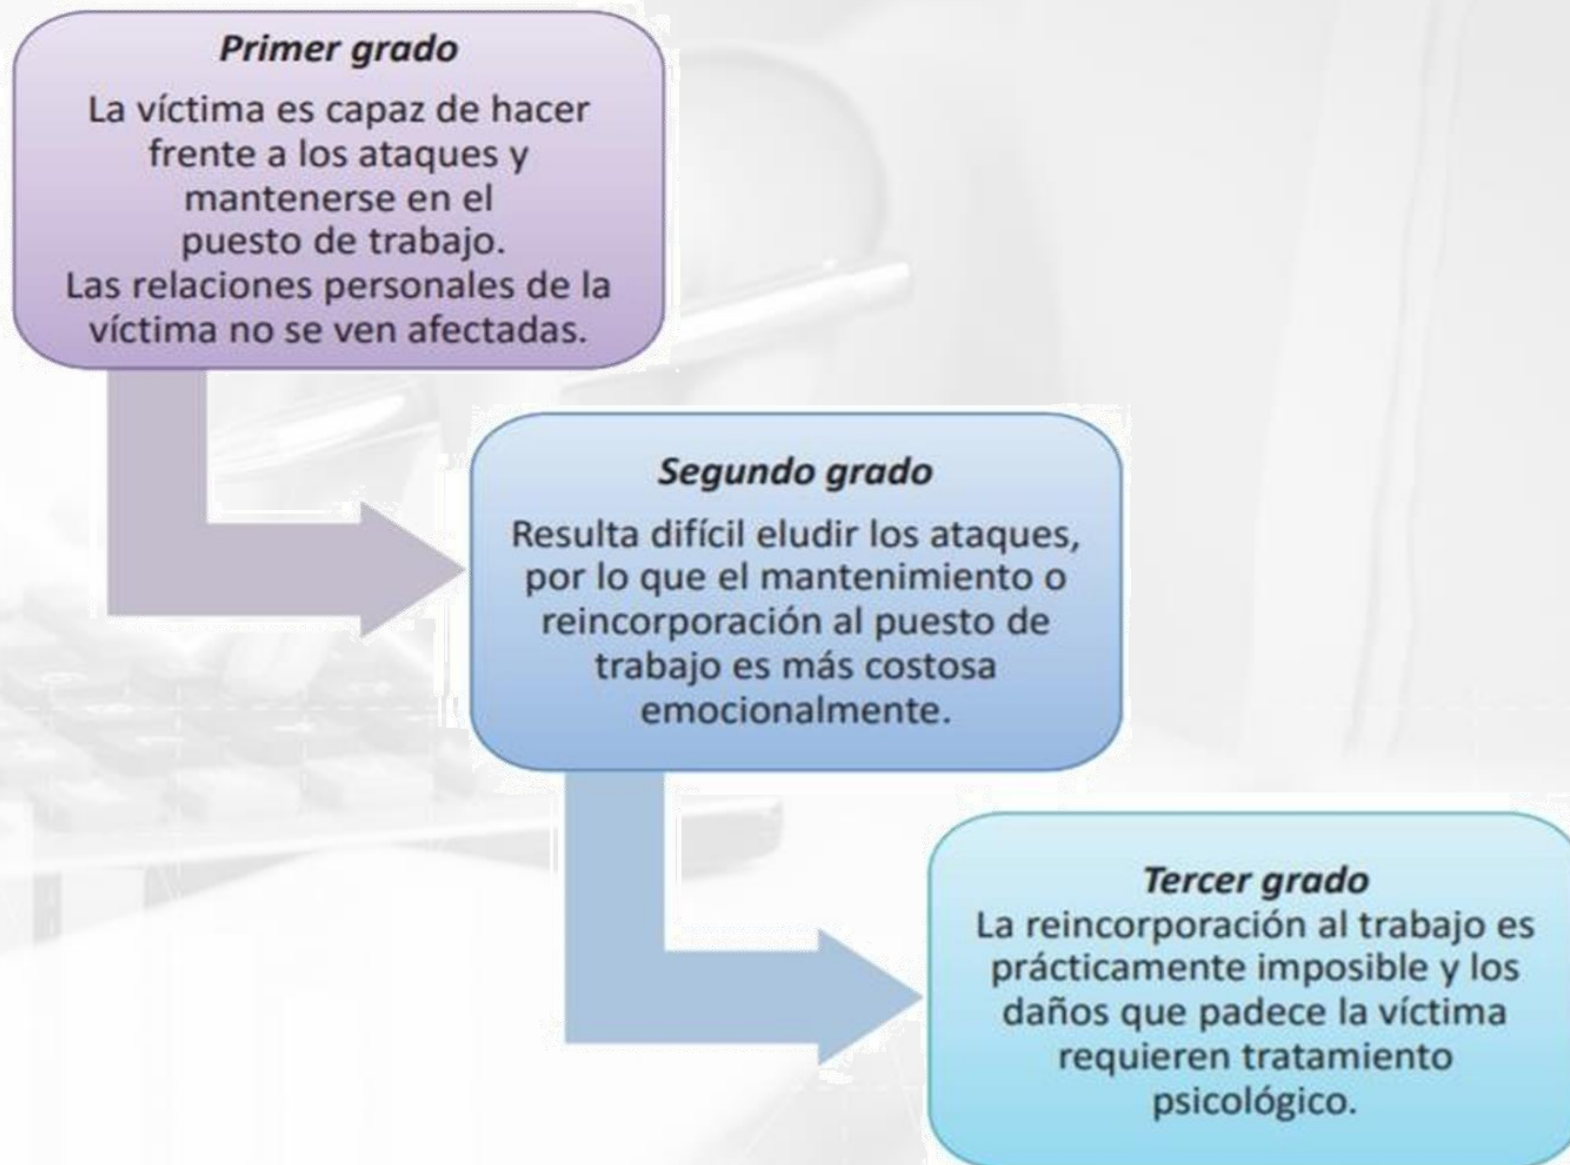 Primer grado
La víctima es capaz de hacer
frente a los ataques y
mantenerse en el
puesto de trabajo.
Las relaciones personales de la
víctima no se ven afectadas.
Segundo grado
Resulta difícil eludir los ataques,
por lo que el mantenimiento o
reincorporación al puesto de
trabajo es más costosa
emocionalmente.
Tercer grado
La reincorporación al trabajo es
prácticamente imposible y los
daños que padece la víctima
requieren tratamiento
psicológico.